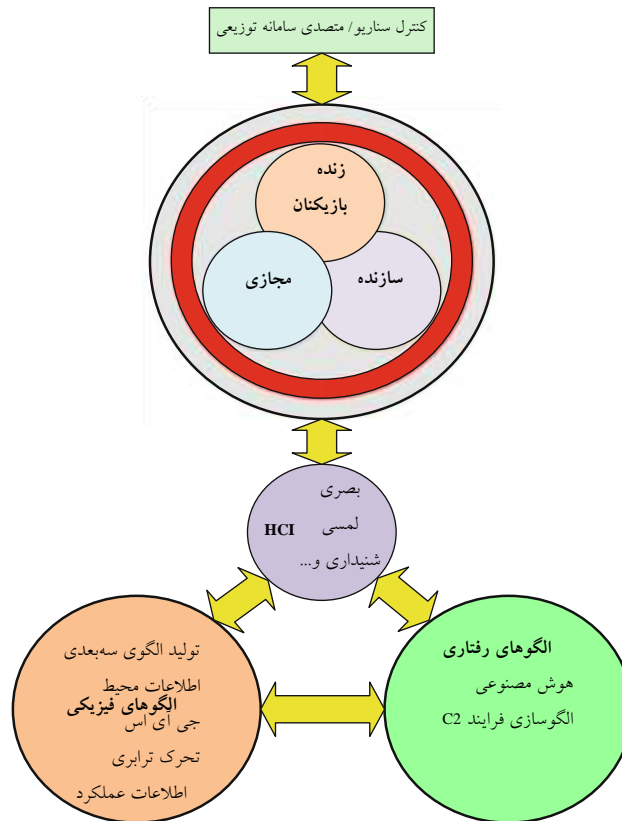 کنترل سناریو/ متصدی سامانه توزیعی
زنده
بازیکنان
سازنده
مجازی
بصری
لمسی
HCI
شنیداری و...
الگوهای رفتاری
هوش مصنوعی
الگوسازی فرایند C2
تولید الگوی سه‌بعدی
اطلاعات محیط
الگوهای فیزیکی
جی آی اس
تحرک ترابری
اطلاعات عملکرد